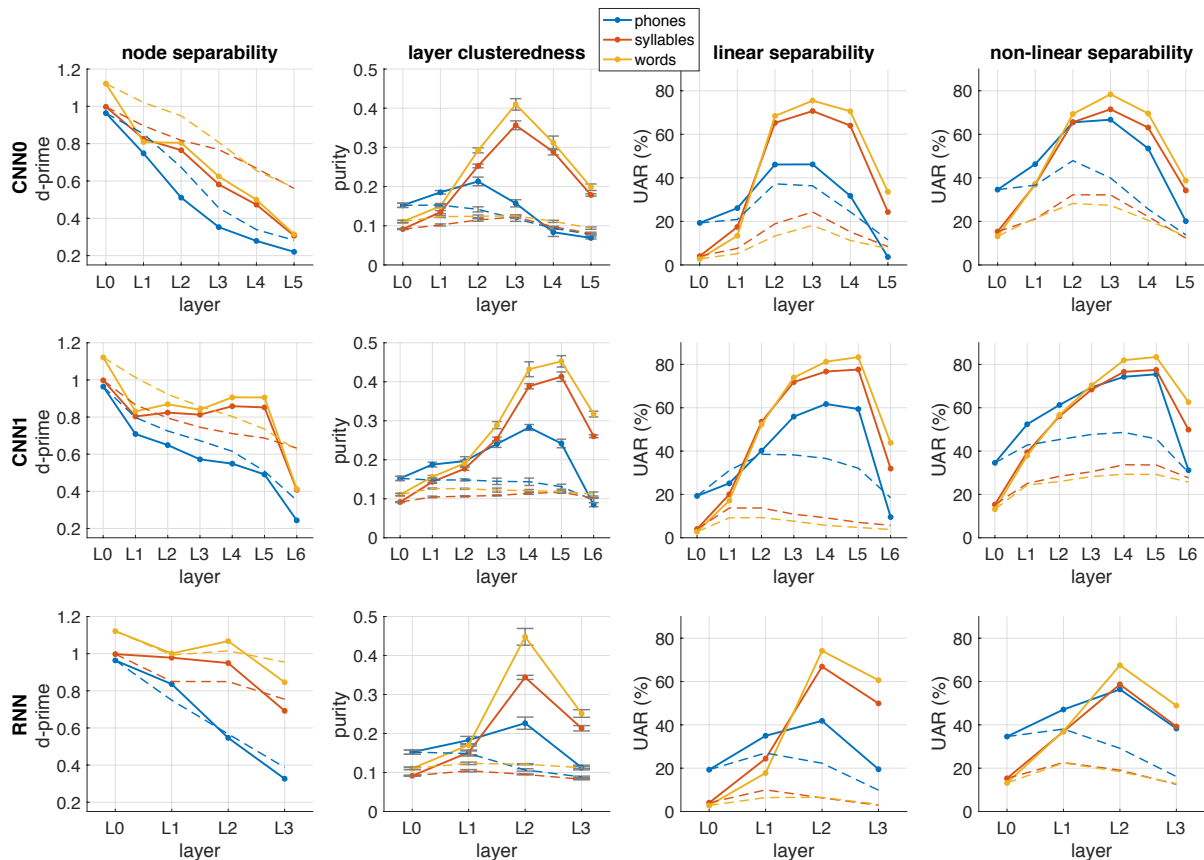 phones
syllables
words
node separability
layer clusteredness
linear separability
non-linear separability
CNN0
d-prime
1.2
1
0.8
0.6
0.4
0.2
L0 L1 L2 L3 L4 L5
layer
purity
0.5
0.4
0.3
0.2
0.1
0
L0 L1 L2 L3 L4 L5
layer
UAR (%)
80
60
40
20
0
L0 L1 L2 L3 L4 L5
layer
UAR (%)
80
60
40
20
0
L0 L1 L2 L3 L4 L5
layer
CNN1
d-prime
1.2
1
0.8
0.6
0.4
0.2
L0 L1 L2 L3 L4 L5 L6
layer
purity
0.5
0.4
0.3
0.2
0.1
0
L0 L1 L2 L3 L4 L5 L6
layer
UAR (%)
80
60
40
20
0
L0 L1 L2 L3 L4 L5 L6
layer
UAR (%)
80
60
40
20
0
L0 L1 L2 L3 L4 L5 L6
layer
RNN
d-prime
1.2
1
0.8
0.6
0.4
0.2
L0 L1 L2 L3
layer
purity
0.5
0.4
0.3
0.2
0.1
0
L0 L1 L2 L3
layer
UAR (%)
80
60
40
20
0
L0 L1 L2 L3
layer
UAR (%)
80
60
40
20
0
L0 L1 L2 L3
layer